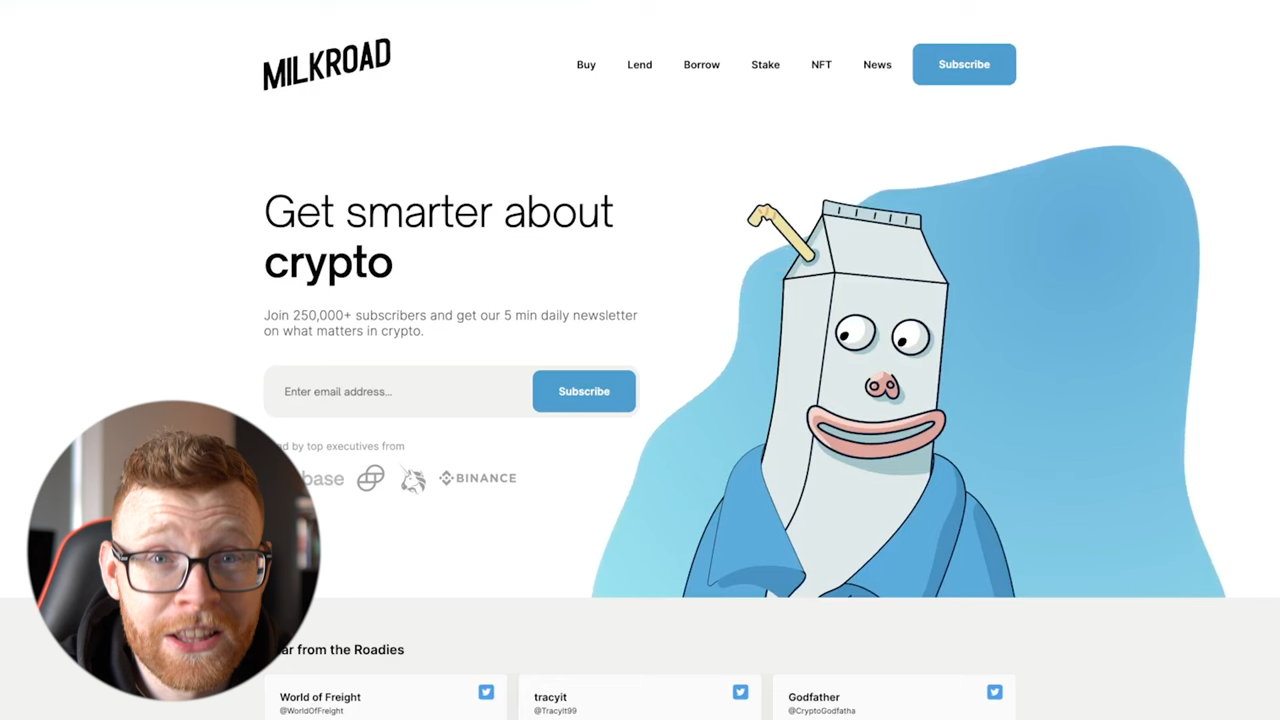 MILKROAD
Buy Lend Borrow Stake NFT News Subscribe
Get smarter about
crypto
Join 250,000+ subscribers and get our 5 min daily newsletter
on what matters in crypto.
Enter email address... Subscribe
by top executives from
base BINANCE
from the Roadies
World of Freight
@WorldOfFreight
tracyit
@TracyIt99
Godfather
@CryptoGodfatha